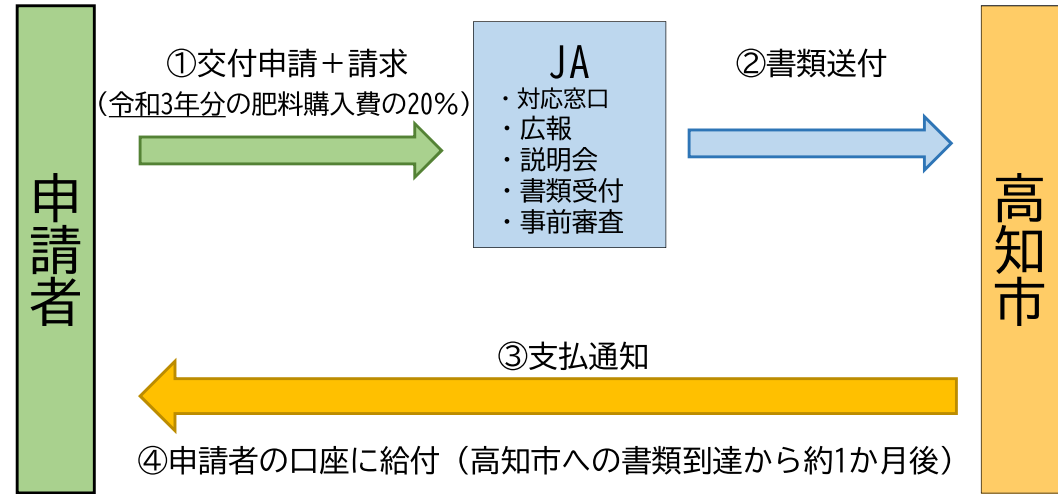 申請者
①交付申請＋請求
（令和3年分の肥料購入費の20％）
JA
・対応窓口
・広報
・説明会
・書類受付
・事前審査
②書類送付
高知市
③支払通知
④申請者の口座に給付（高知市への書類到達から約1か月後）